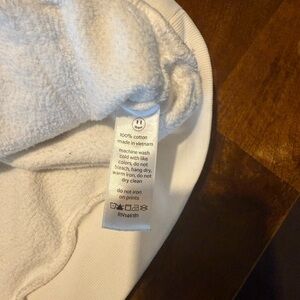 100% cotton
made in vietnam
machine wash
cold with like
colors, do not
bleach, hang dry,
warm iron, do not
dry clean
do not iron
on prints